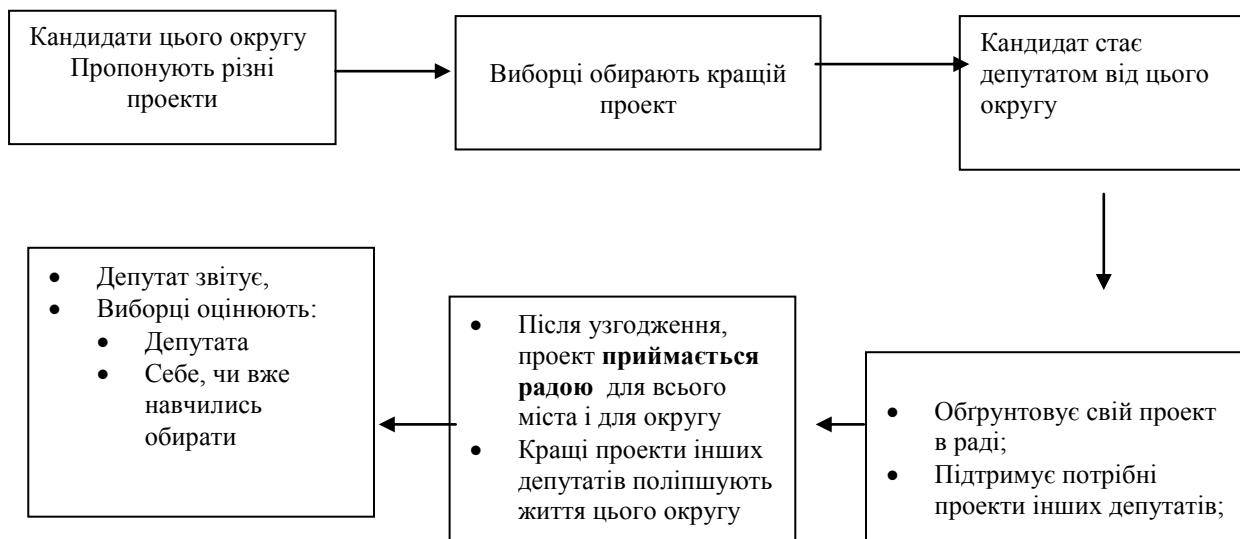 Кандидати цього округу
Пропонують різні
проекти
Виборці обирають кращій
проект
Кандидат стає
депутатом від цього
округу
• Обґрунтовує свій проект
в раді;
• Підтримує потрібні
проекти інших депутатів;
• Після узгодження,
проект приймається
радою для всього
міста і для округу
• Кращі проекти інших
депутатів поліпшують
життя цього округу
• Депутат звітує,
• Виборці оцінюють:
• Депутата
• Себе, чи вже
навчились
обирати